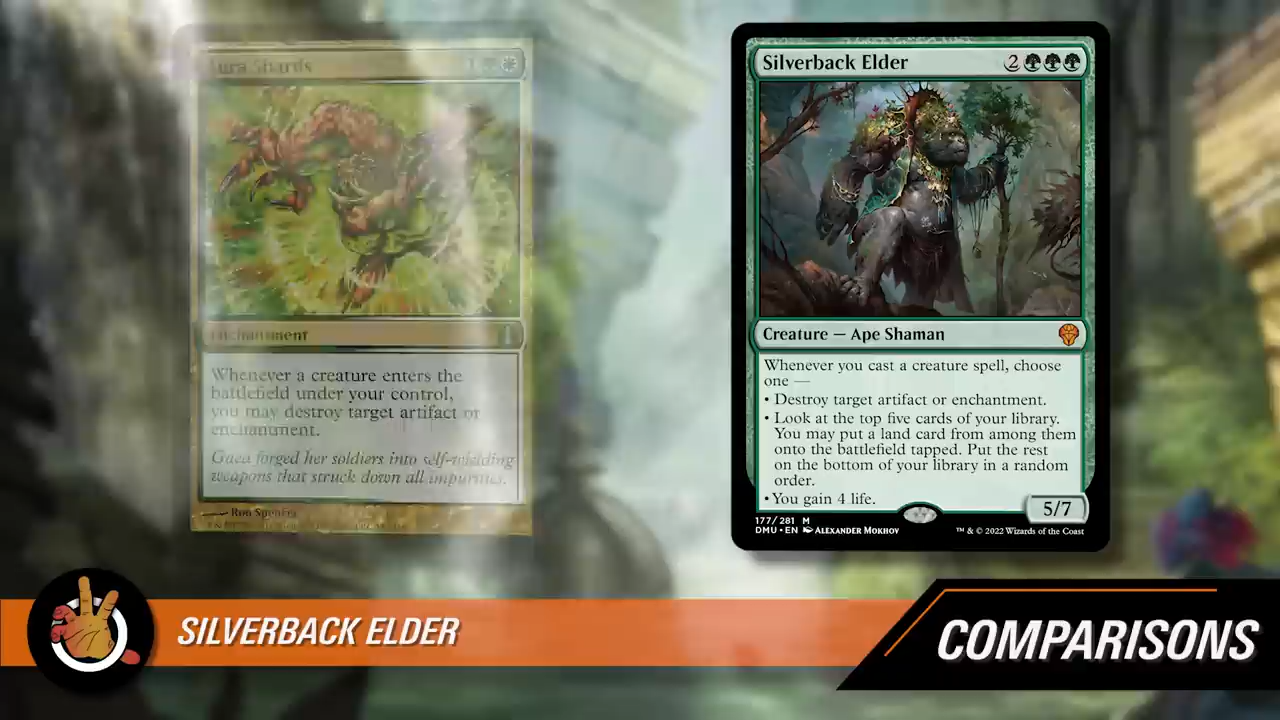 Aura Shards
Enchantment
Whenever a creature enters the
battlefield under your control,
you may destroy target artifact or
enchantment.
Gaea forged her soldiers into self-wielding
weapons that struck down all impurities.
Ron Spencer
Silverback Elder
2
Creature — Ape Shaman
Whenever you cast a creature spell, choose
one —
• Destroy target artifact or enchantment.
• Look at the top five cards of your library.
You may put a land card from among them
onto the battlefield tapped. Put the rest
on the bottom of your library in a random
order.
• You gain 4 life.
5/7
177/281 M
DMU • EN ALEXANDER MOKHOV
™ & © 2022 Wizards of the Coast
SILVERBACK ELDER
COMPARISONS